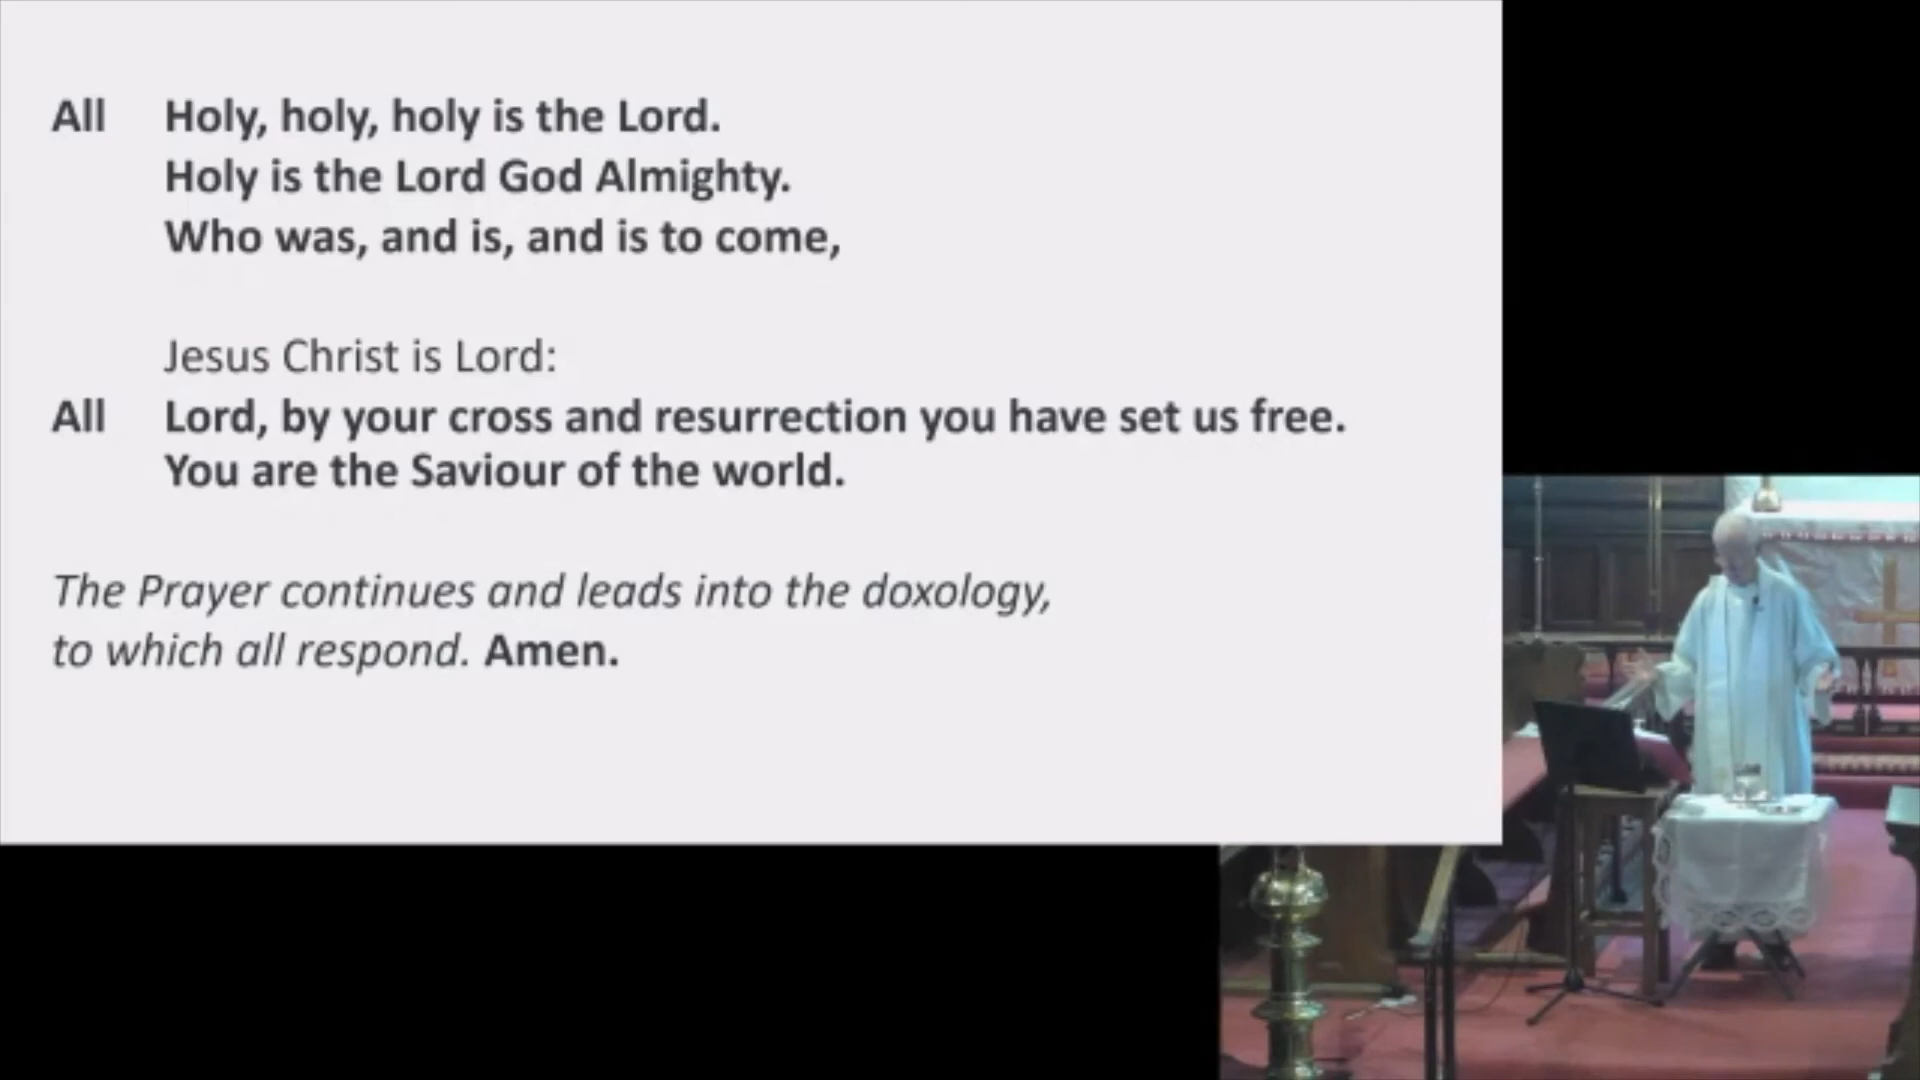 All Holy, holy, holy is the Lord.
Holy is the Lord God Almighty.
Who was, and is, and is to come,
Jesus Christ is Lord:
All Lord, by your cross and resurrection you have set us free.
You are the Saviour of the world.
The Prayer continues and leads into the doxology,
to which all respond. Amen.